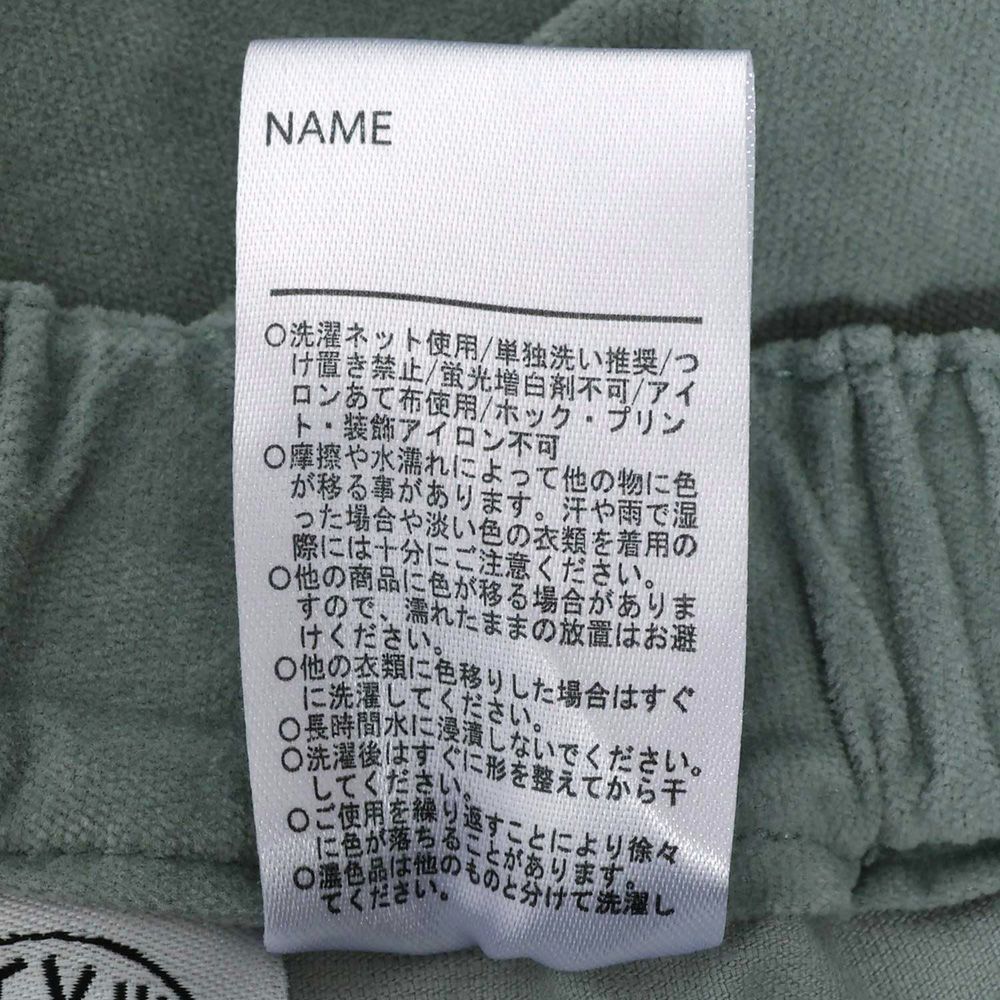 NAME
○洗濯ネット使用/単独洗い推奨/つ
け置き禁止/蛍光増白剤不可/アイ
ロンあて布使用/ホック・プリン
ト・装飾アイロン不可
○摩擦や水濡れによって他の物に色
が移る事があります。汗や雨で湿
った場合や淡い色の衣類を着用の
際には十分にご注意ください。
○他の商品に色が移る場合がありま
すので、濡れたままの放置はお避
けください。
○他の衣類に色移りした場合はすぐ
に洗濯してください。
○長時間水に浸漬しないでください。
○洗濯後はすぐに形を整えてから干
してください。
○ご使用を繰り返すことにより徐々
に色が落ちることがあります。
○濃色品は他のものと分けて洗濯し
てください。